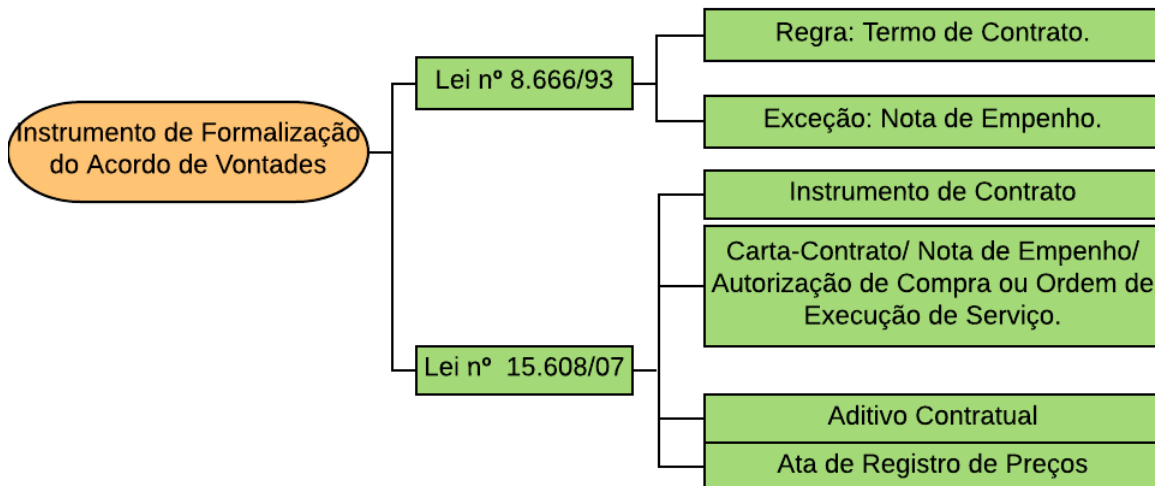 Instrumento de Formalização
do Acordo de Vontades
Lei nº 8.666/93
Regra: Termo de Contrato.
Exceção: Nota de Empenho.
Lei nº 15.608/07
Instrumento de Contrato
Carta-Contrato/ Nota de Empenho/
Autorização de Compra ou Ordem de
Execução de Serviço.
Aditivo Contratual
Ata de Registro de Preços